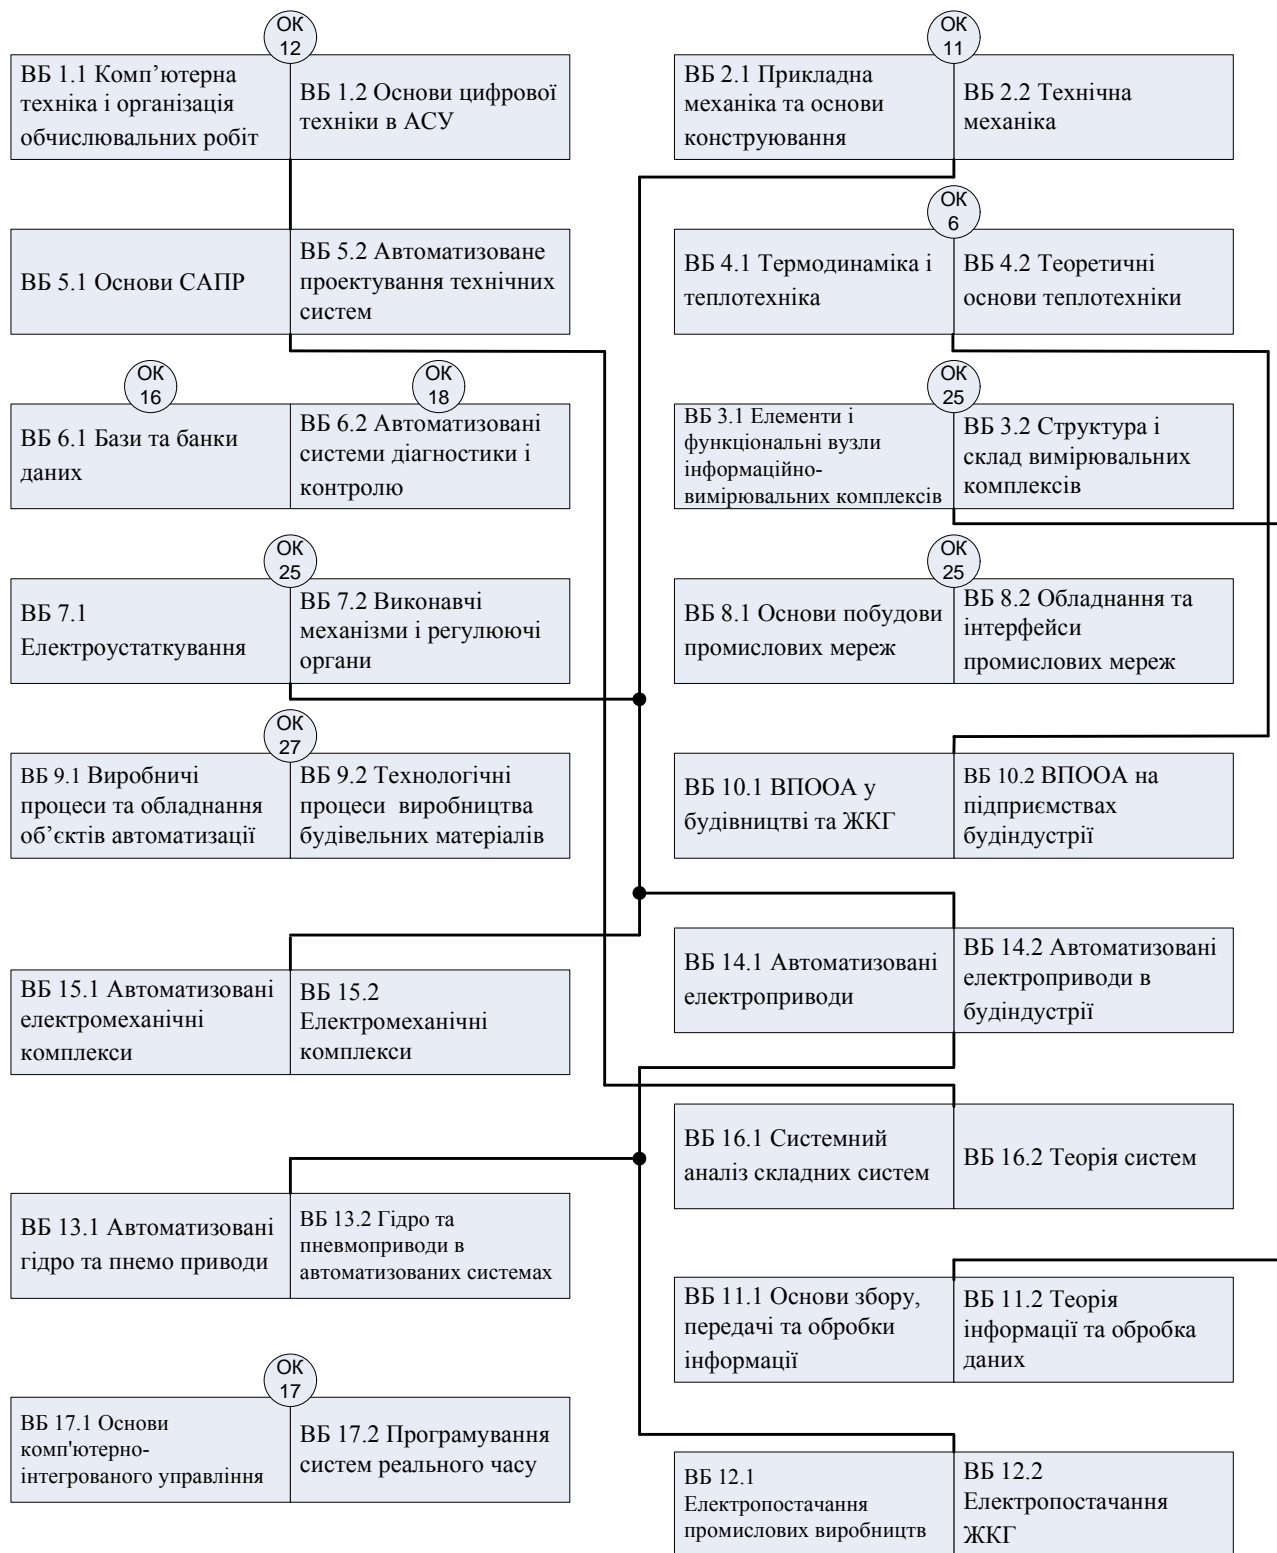 ОК
12
ВБ 1.1 Комп’ютерна
техніка і організація
обчислювальних робіт
ВБ 1.2 Основи цифрової
техніки в АСУ
ОК
11
ВБ 2.1 Прикладна
механіка та основи
конструювання
ВБ 2.2 Технічна
механіка
ВБ 5.1 Основи САПР
ВБ 5.2 Автоматизоване
проектування технічних
систем
ОК
6
ВБ 4.1 Термодинаміка і
теплотехніка
ВБ 4.2 Теоретичні
основи теплотехніки
ОК
16
ОК
18
ВБ 6.1 Бази та банки
даних
ВБ 6.2 Автоматизовані
системи діагностики і
контролю
ОК
25
ВБ 3.1 Елементи і
функціональні вузли
інформаційно-
вимірювальних комплексів
ВБ 3.2 Структура і
склад вимірювальних
комплексів
ОК
25
ВБ 7.1
Електроустаткування
ВБ 7.2 Виконавчі
механізми і регулюючі
органи
ОК
25
ВБ 8.1 Основи побудови
промислових мереж
ВБ 8.2 Обладнання та
інтерфейси
промислових мереж
ОК
27
ВБ 9.1 Виробничі
процеси та обладнання
об’єктів автоматизації
ВБ 9.2 Технологічні
процеси  виробництва
будівельних матеріалів
ВБ 10.1 ВПООА у
будівництві та ЖКГ
ВБ 10.2 ВПООА на
підприємствах
будіндустрії
ВБ 15.1 Автоматизовані
електромеханічні
комплекси
ВБ 15.2
Електромеханічні
комплекси
ВБ 14.1 Автоматизовані
електроприводи
ВБ 14.2 Автоматизовані
електроприводи в
будіндустрії
ВБ 16.1 Системний
аналіз складних систем
ВБ 16.2 Теорія систем
ВБ 13.1 Автоматизовані
гідро та пнемо приводи
ВБ 13.2 Гідро та
пневмоприводи в
автоматизованих системах
ВБ 11.1 Основи збору,
передачі та обробки
інформації
ВБ 11.2 Теорія
інформації та обробка
даних
ОК
17
ВБ 17.1 Основи
комп'ютерно-
інтегрованого управління
ВБ 17.2 Програмування
систем реального часу
ВБ 12.1
Електропостачання
промислових виробництв
ВБ 12.2
Електропостачання
ЖКГ